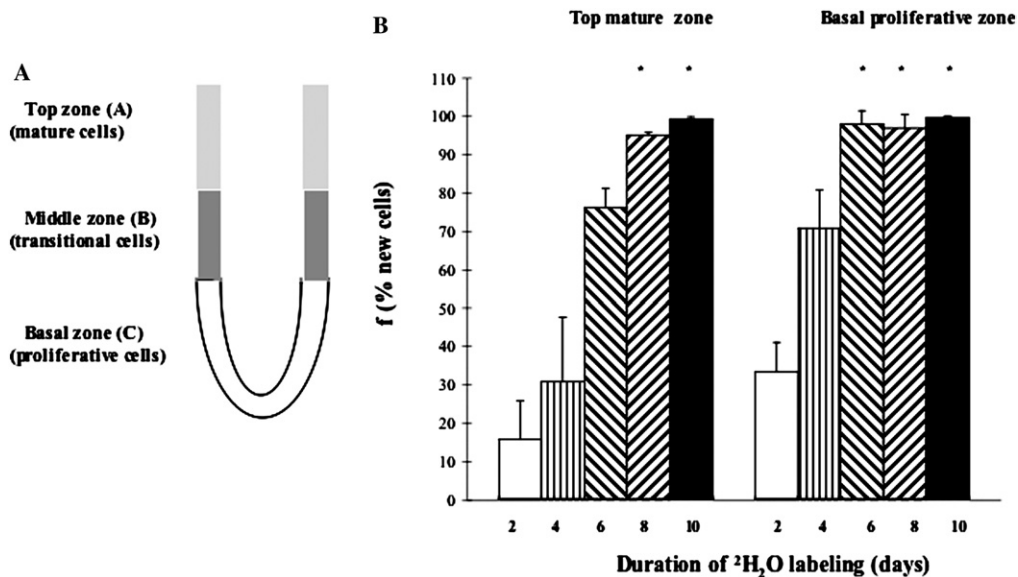 A
Top zone (A)
(mature cells)
Middle zone (B)
(transitional cells)
Basal zone (C)
(proliferative cells)
B
Top mature zone
Basal proliferative zone
* * * * *
f (% new cells)
110
100
90
80
70
60
50
40
30
20
10
0
2 4 6 8 10 2 4 6 8 10
Duration of ²H₂O labeling (days)